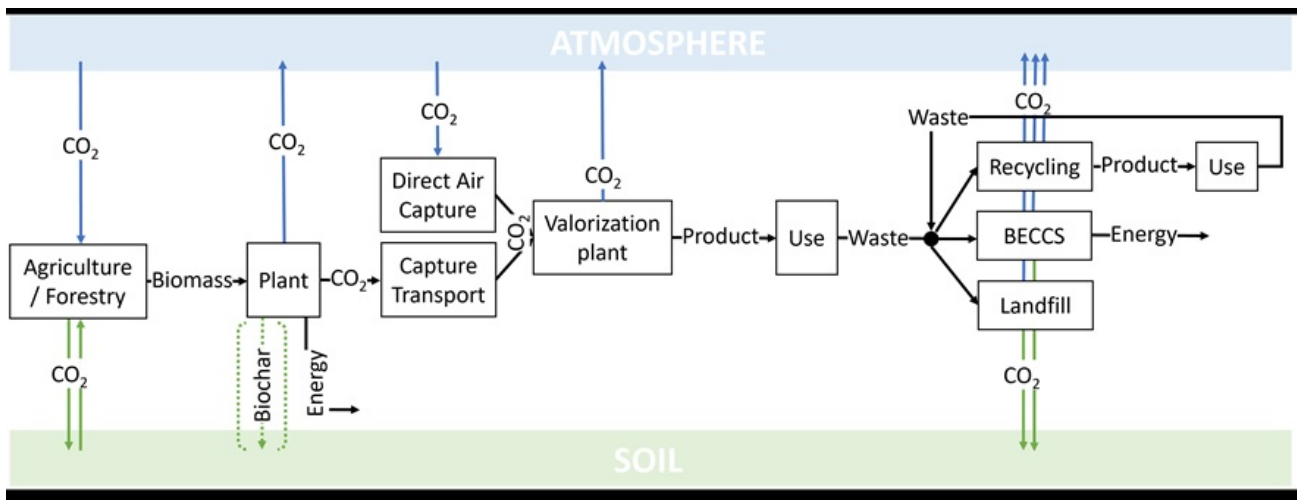 ATMOSPHERE
CO₂
CO₂
CO₂
CO₂
CO₂
Waste
Direct Air
Capture
CO₂
Recycling
Product
Use
Valorization
plant
Product
Use
Waste
BECCS
Energy
Agriculture
/ Forestry
Biomass
Plant
CO₂
Capture
Transport
Landfill
CO₂
Biochar
Energy
CO₂
SOIL